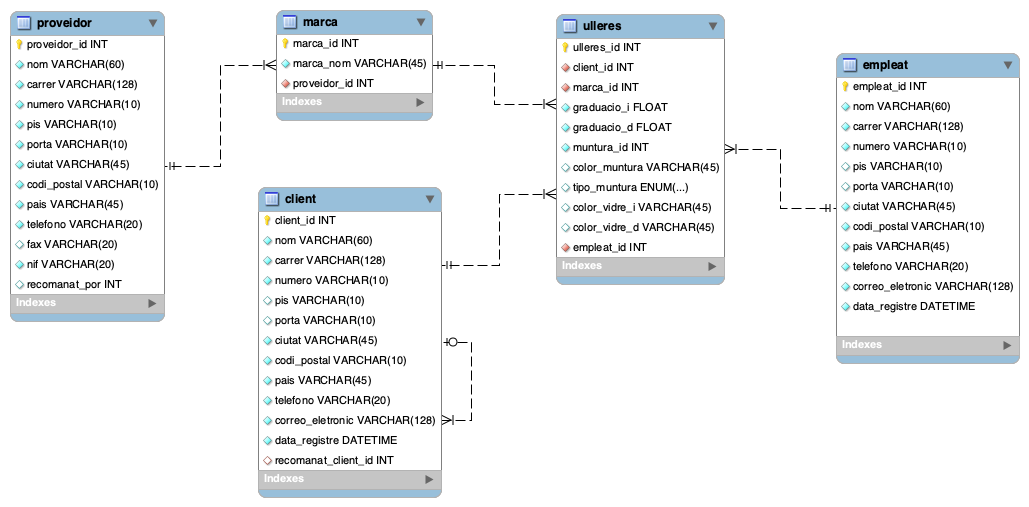 proveidor
proveidor_id INT
nom VARCHAR(60)
carrer VARCHAR(128)
numero VARCHAR(10)
pis VARCHAR(10)
porta VARCHAR(10)
ciutat VARCHAR(45)
codi_postal VARCHAR(10)
pais VARCHAR(45)
telefono VARCHAR(20)
fax VARCHAR(20)
nif VARCHAR(20)
recomanat_por INT
Indexes
marca
marca_id INT
marca_nom VARCHAR(45)
proveidor_id INT
Indexes
client
client_id INT
nom VARCHAR(60)
carrer VARCHAR(128)
numero VARCHAR(10)
pis VARCHAR(10)
porta VARCHAR(10)
ciutat VARCHAR(45)
codi_postal VARCHAR(10)
pais VARCHAR(45)
telefono VARCHAR(20)
correo_eletronic VARCHAR(128)
data_registre DATETIME
recomanat_client_id INT
Indexes
ulleres
ulleres_id INT
client_id INT
marca_id INT
graduacio_i FLOAT
graduacio_d FLOAT
muntura_id INT
color_muntura VARCHAR(45)
tipo_muntura ENUM(...)
color_vidre_i VARCHAR(45)
color_vidre_d VARCHAR(45)
empleat_id INT
Indexes
empleat
empleat_id INT
nom VARCHAR(60)
carrer VARCHAR(128)
numero VARCHAR(10)
pis VARCHAR(10)
porta VARCHAR(10)
ciutat VARCHAR(45)
codi_postal VARCHAR(10)
pais VARCHAR(45)
telefono VARCHAR(20)
correo_eletronic VARCHAR(128)
data_registre DATETIME
Indexes